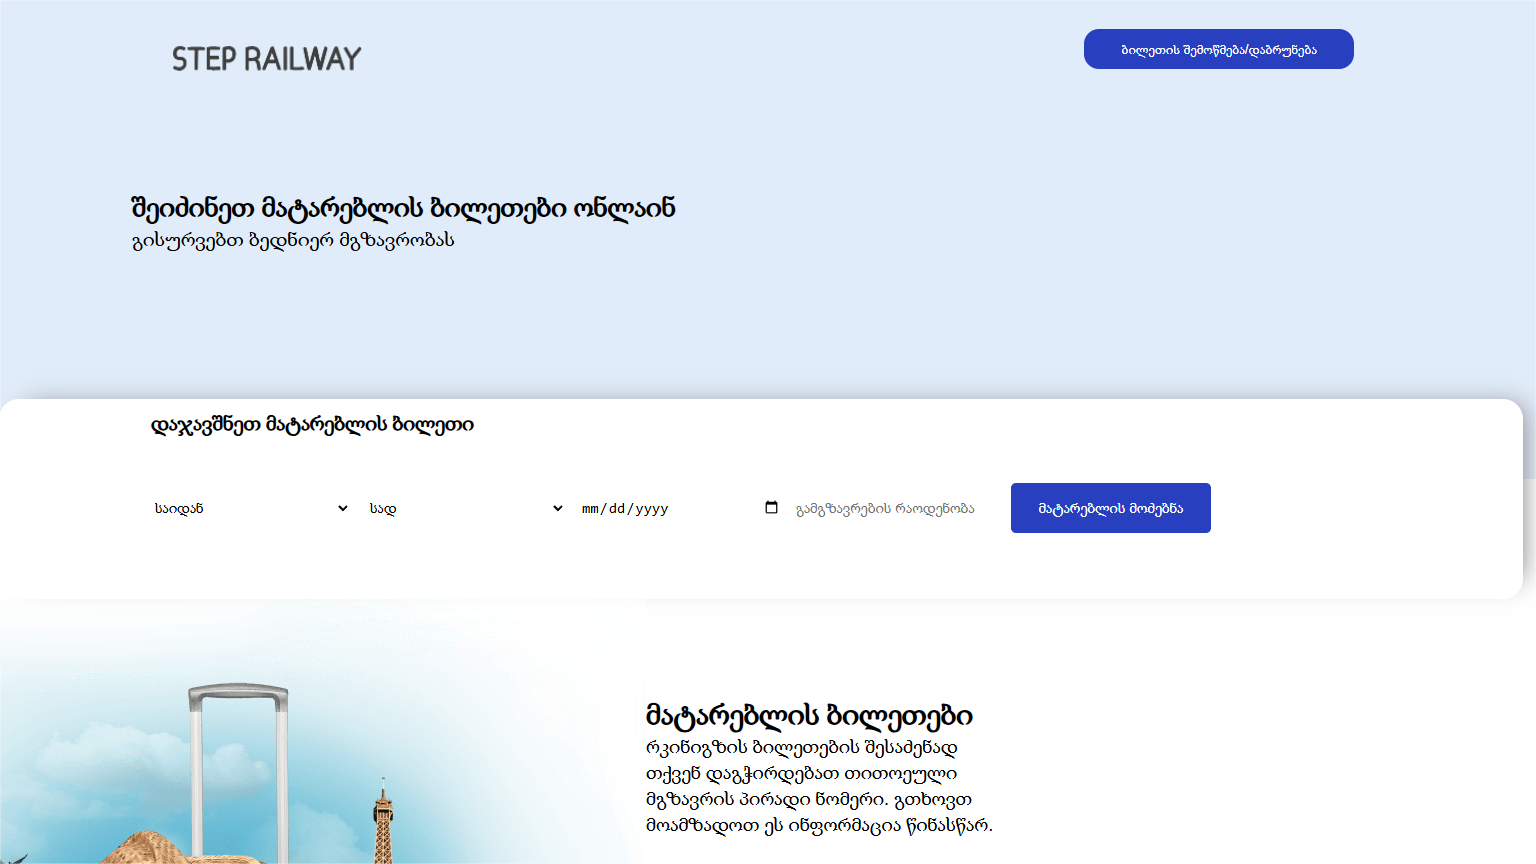 STEP RAILWAY
ბილეთის შემოწმება/დაბრუნება
შეიძინეთ მატარებლის ბილეთები ონლაინ
გისურვებთ ბედნიერ მგზავრობას
დაჯავშნეთ მატარებლის ბილეთი
საიდან
სად
mm/dd/yyyy
გამგზავრების რაოდენობა
მატარებლის მოძებნა
მატარებლის ბილეთები
რკინიგზის ბილეთების შესაძენად
თქვენ დაგჭირდებათ თითოეული
მგზავრის პირადი ნომერი. გთხოვთ
მოამზადოთ ეს ინფორმაცია წინასწარ.